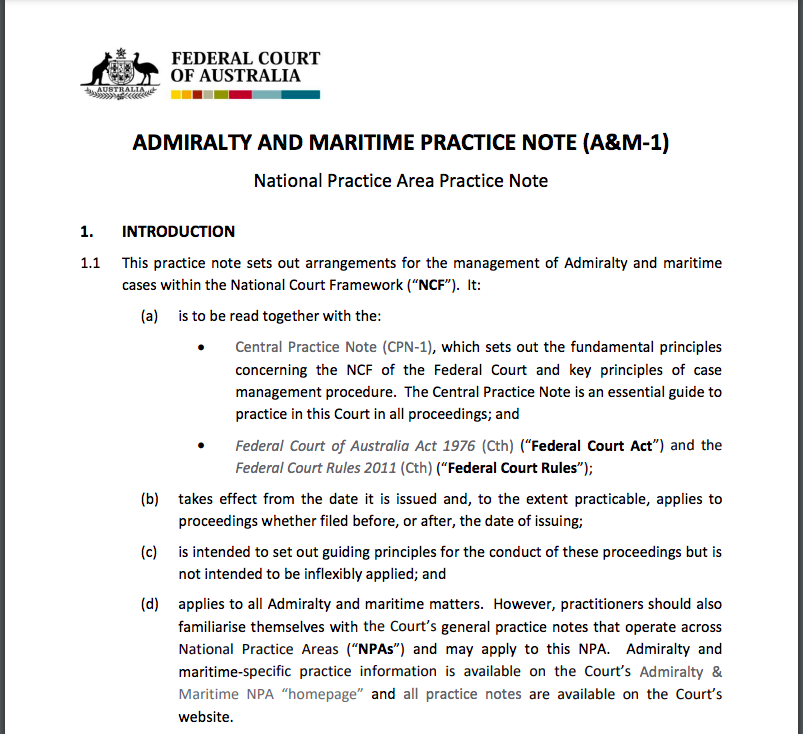 FEDERAL COURT
OF AUSTRALIA
AUSTRALIA
ADMIRALTY AND MARITIME PRACTICE NOTE (A&M-1)
National Practice Area Practice Note
1. INTRODUCTION
1.1 This practice note sets out arrangements for the management of Admiralty and maritime
cases within the National Court Framework (“NCF”). It:
(a) is to be read together with the:
• Central Practice Note (CPN-1), which sets out the fundamental principles
concerning the NCF of the Federal Court and key principles of case
management procedure. The Central Practice Note is an essential guide to
practice in this Court in all proceedings; and
• Federal Court of Australia Act 1976 (Cth) (“Federal Court Act”) and the
Federal Court Rules 2011 (Cth) (“Federal Court Rules”);
(b) takes effect from the date it is issued and, to the extent practicable, applies to
proceedings whether filed before, or after, the date of issuing;
(c) is intended to set out guiding principles for the conduct of these proceedings but is
not intended to be inflexibly applied; and
(d) applies to all Admiralty and maritime matters. However, practitioners should also
familiarise themselves with the Court’s general practice notes that operate across
National Practice Areas (“NPAs”) and may apply to this NPA. Admiralty and
maritime-specific practice information is available on the Court’s Admiralty &
Maritime NPA “homepage” and all practice notes are available on the Court’s
website.